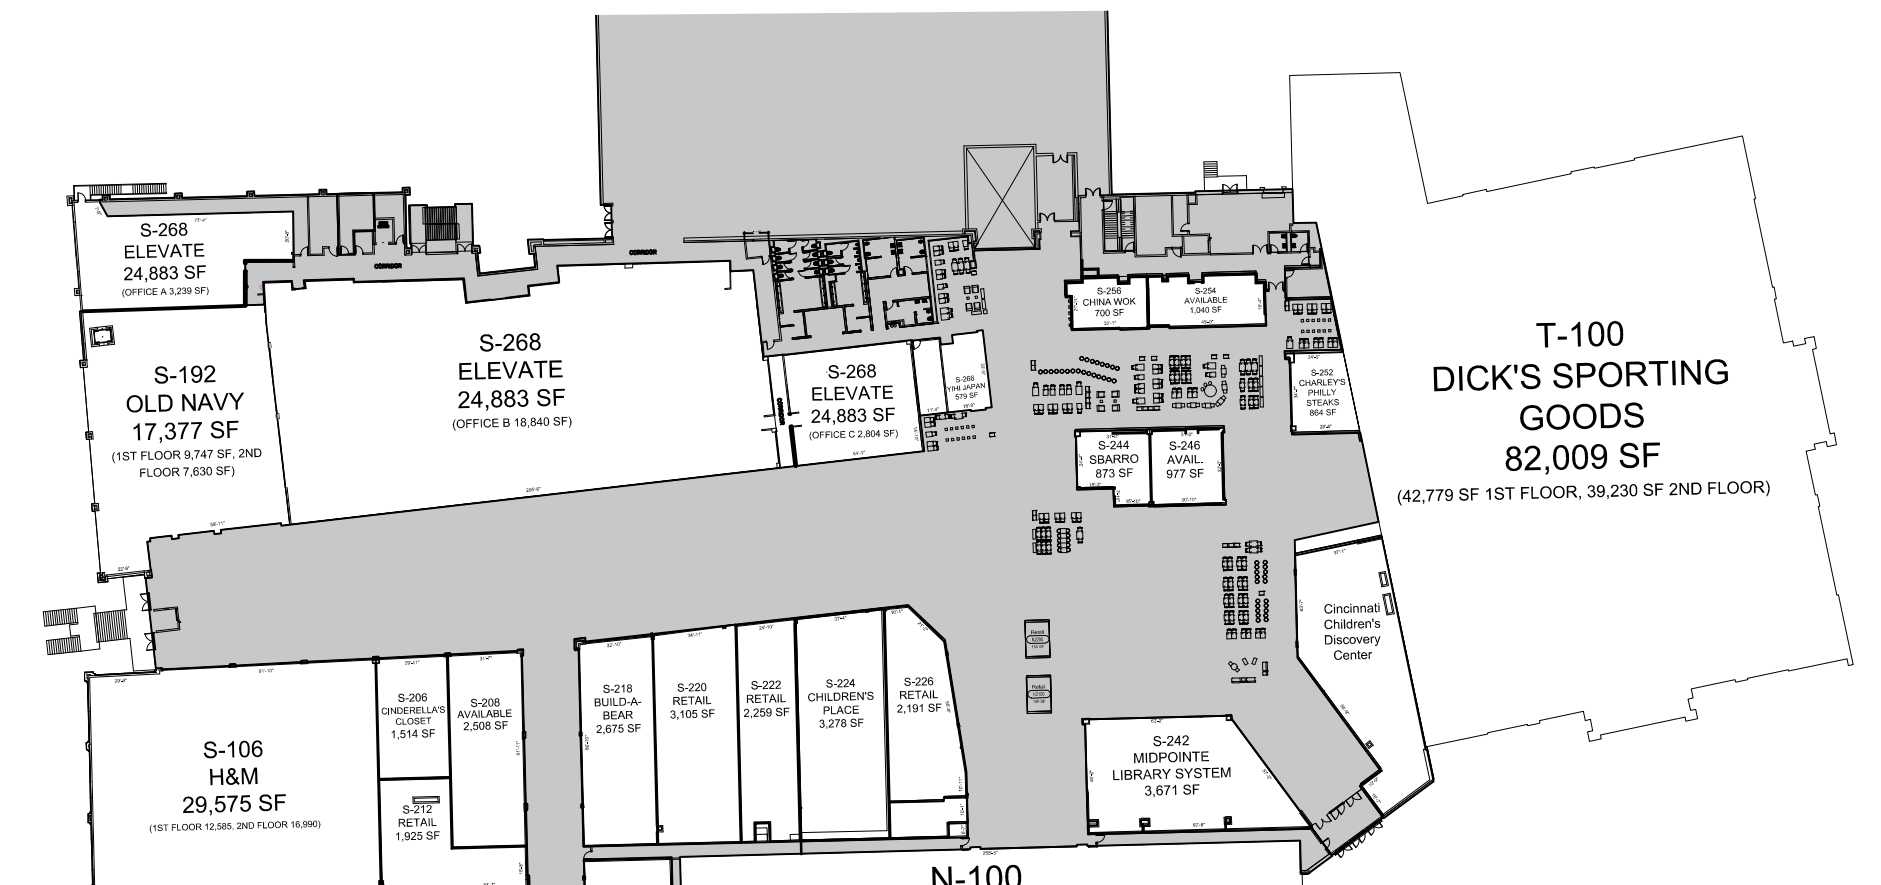 S-268
ELEVATE
24,883 SF
(OFFICE A 3,239 SF)
CORRIDOR
CORRIDOR
S-192
OLD NAVY
17,377 SF
(1ST FLOOR 9,747 SF, 2ND
FLOOR 7,630 SF)
S-268
ELEVATE
24,883 SF
(OFFICE B 18,840 SF)
CORRIDOR
S-268
ELEVATE
24,883 SF
(OFFICE C 2,804 SF)
S-266
YIHI JAPAN
579 SF
S-256
CHINA WOK
700 SF
S-254
AVAILABLE
1,040 SF
S-252
CHARLEY'S
PHILLY
STEAKS
864 SF
S-244
SBARRO
873 SF
S-246
AVAIL.
977 SF
T-100
DICK'S SPORTING
GOODS
82,009 SF
(42,779 SF 1ST FLOOR, 39,230 SF 2ND FLOOR)
Cincinnati
Children's
Discovery
Center
Retail
Retail
S-106
H&M
29,575 SF
(1ST FLOOR 12,585, 2ND FLOOR 16,990)
S-206
CINDERELLA'S
CLOSET
1,514 SF
S-208
AVAILABLE
2,508 SF
S-212
RETAIL
1,925 SF
S-218
BUILD-A-
BEAR
2,675 SF
S-220
RETAIL
3,105 SF
S-222
RETAIL
2,259 SF
S-224
CHILDREN'S
PLACE
3,278 SF
S-226
RETAIL
2,191 SF
S-242
MIDPOINTE
LIBRARY SYSTEM
3,671 SF
N-100